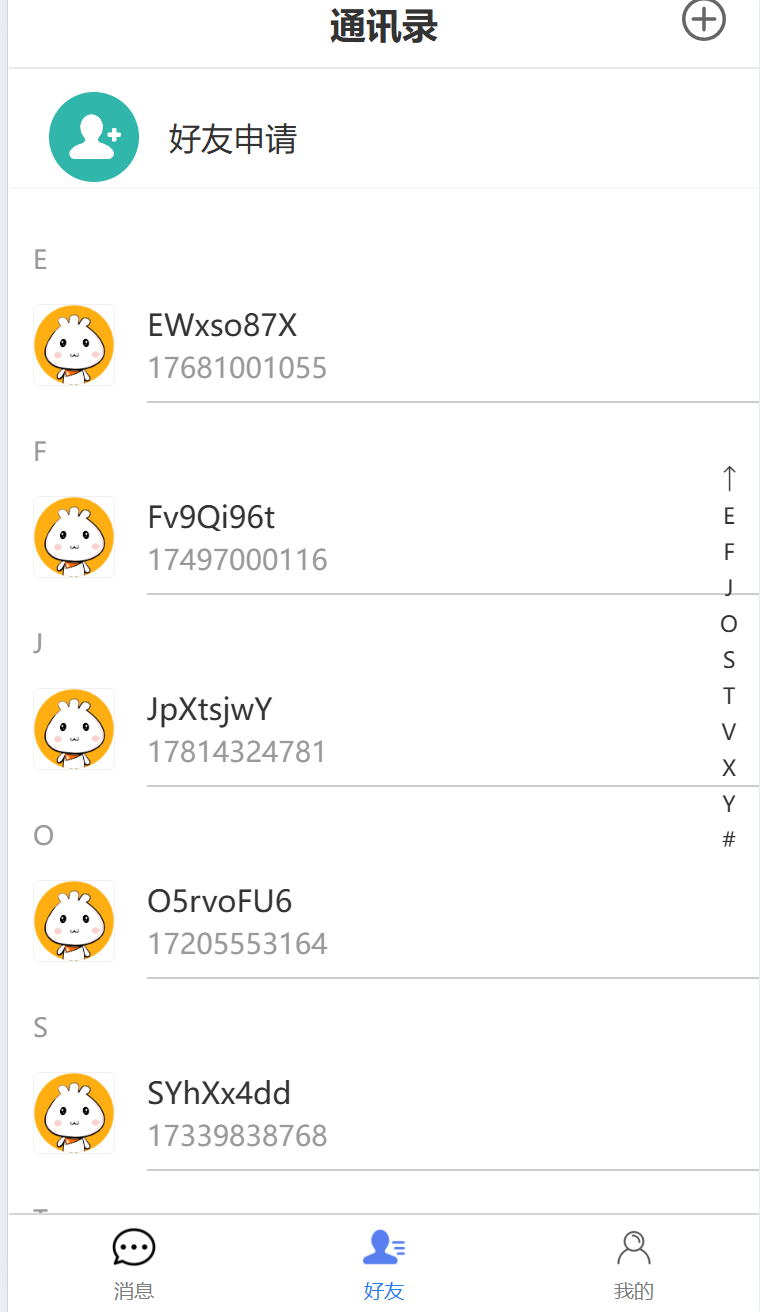 通讯录
好友申请
E
EWxso87X
17681001055
F
Fv9Qi96t
17497000116
J
JpXtsjwY
17814324781
O
O5rvoFU6
17205553164
S
SYhXx4dd
17339838768
↑
E
F
J
O
S
T
V
X
Y
#
消息
好友
我的